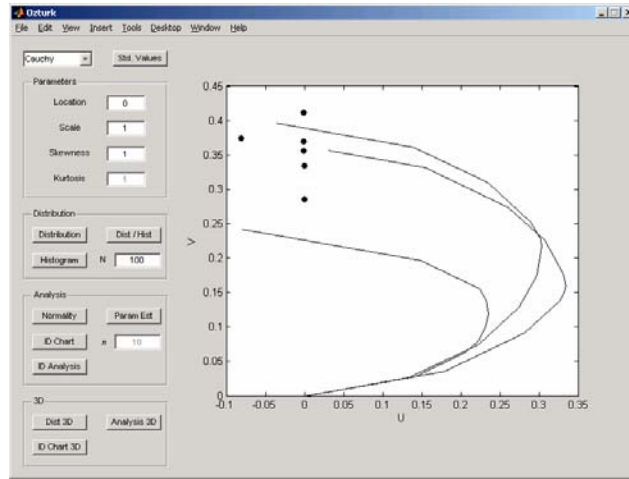 Ozturk
File Edit View Insert Tools Desktop Window Help
Cauchy Std. Values
Parameters
Location 0
Scale 1
Skewness 1
Kurtosis 1
Distribution
Distribution Dist / Hist
Histogram N 100
Analysis
Normality Param Est
ID Chart n 10
ID Analysis
3D
Dist 3D Analysis 3D
ID Chart 3D
0.45
0.4
0.35
0.3
0.25
0.2
0.15
0.1
0.05
0
V
-0.1 -0.05 0 0.05 0.1 0.15 0.2 0.25 0.3 0.35
U